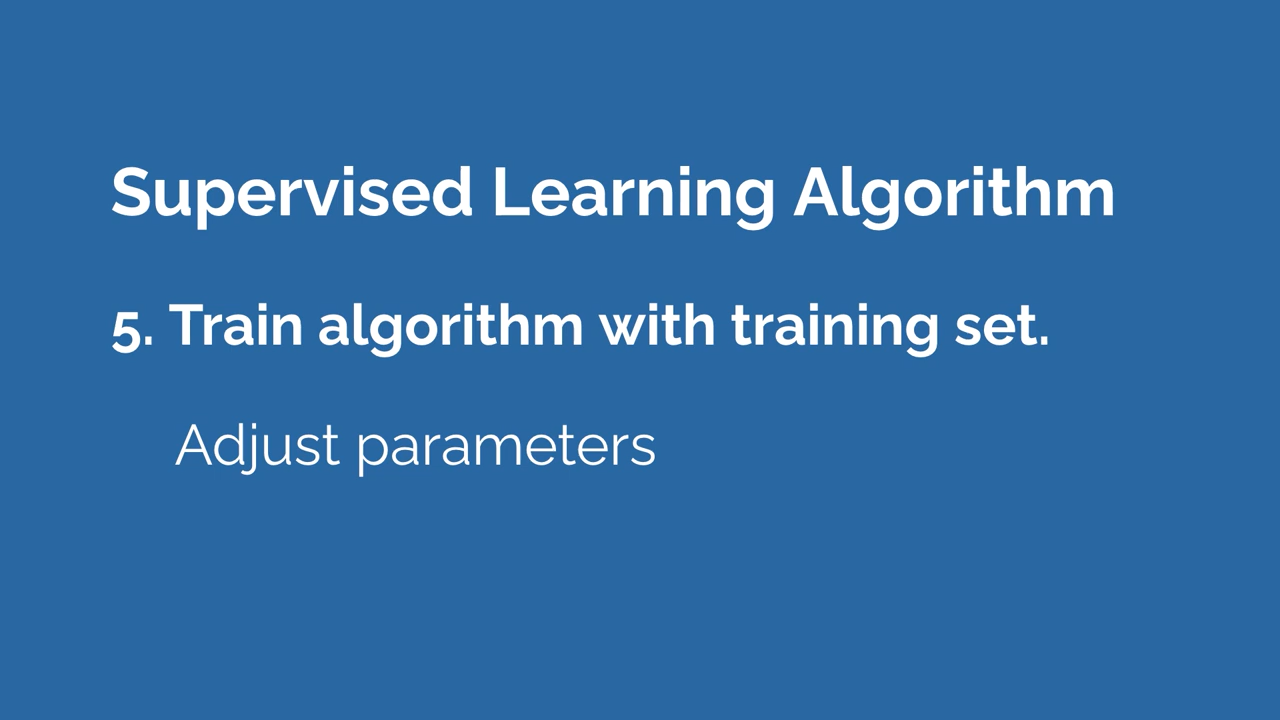 Supervised Learning Algorithm
5. Train algorithm with training set.
Adjust parameters